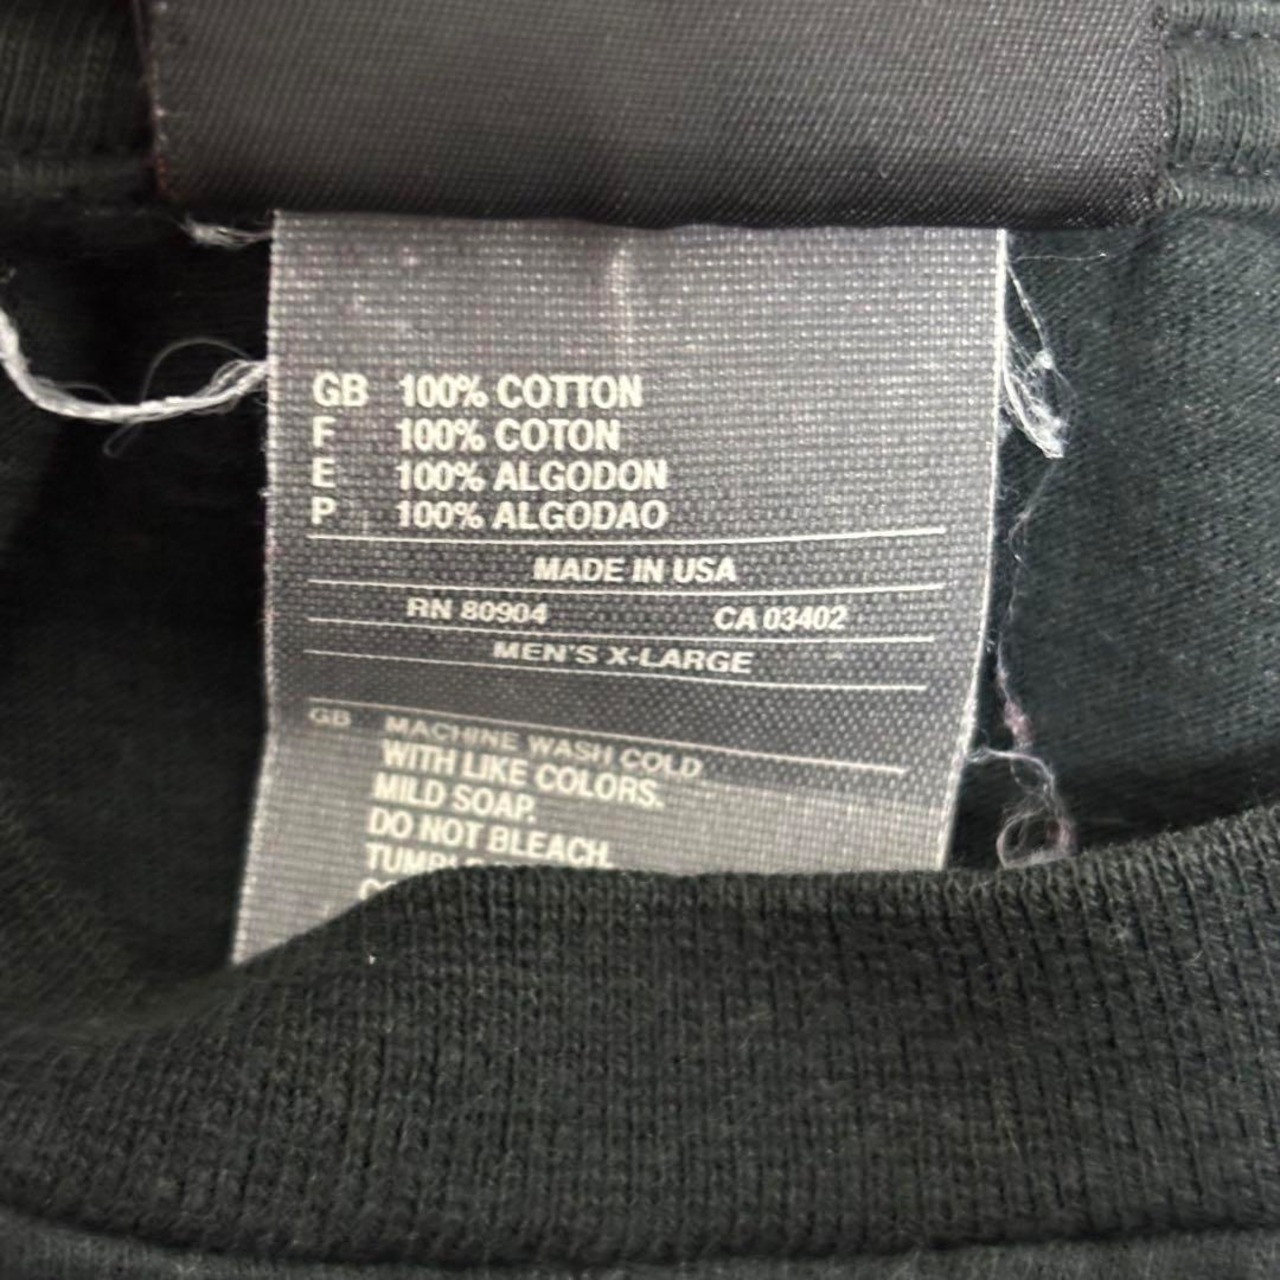 GB 100% COTTON
F 100% COTON
E 100% ALGODON
P 100% ALGODAO
MADE IN USA
RN 80904 CA 03402
MEN'S X-LARGE
GB MACHINE WASH COLD
WITH LIKE COLORS.
MILD SOAP.
DO NOT BLEACH.